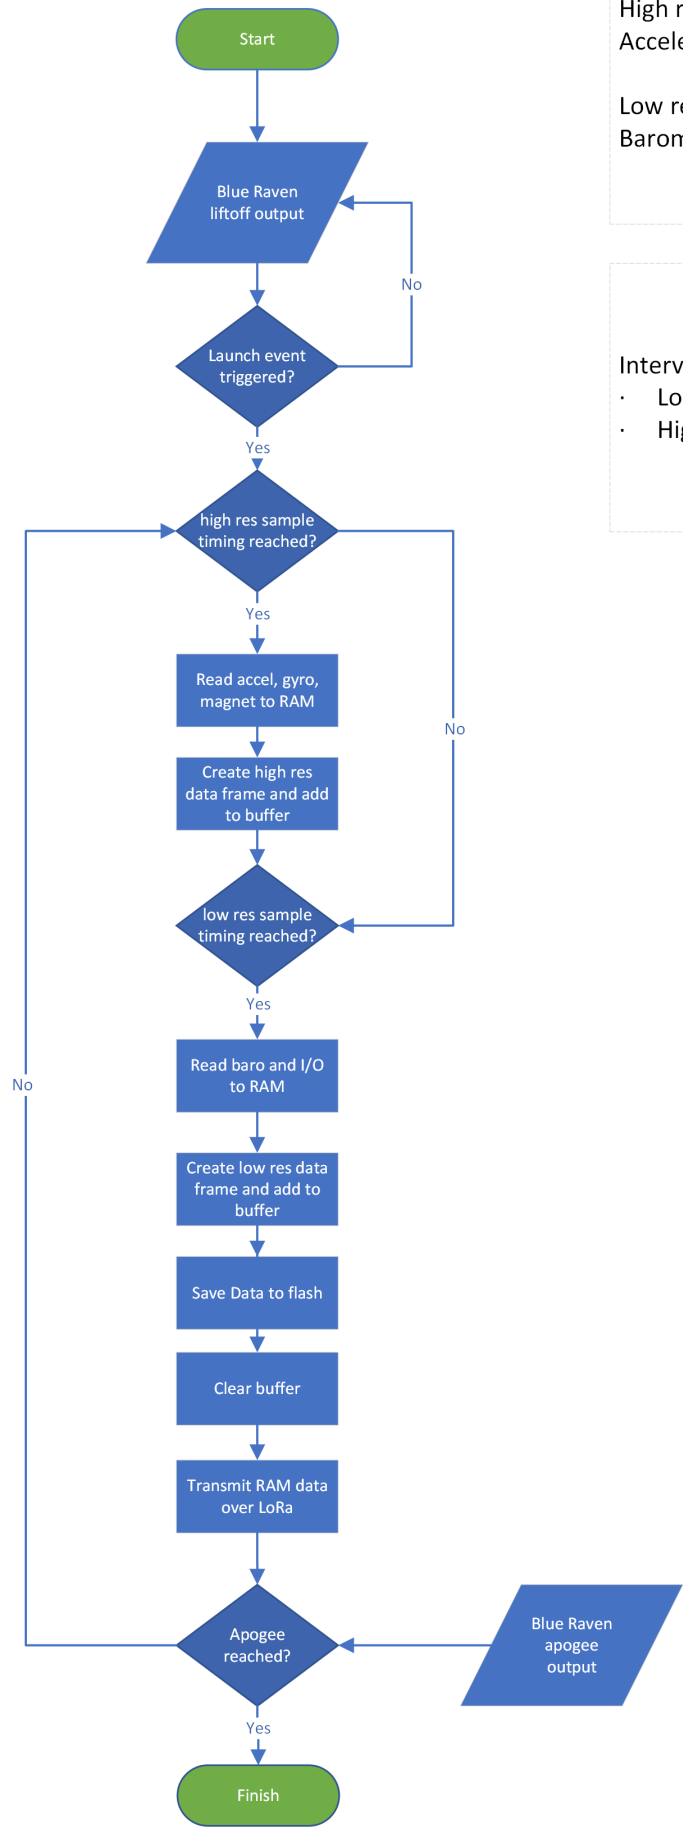 Start
Blue Raven
liftoff output
No
Launch event
triggered?
Yes
high res sample
timing reached?
Yes
Read accel, gyro,
magnet to RAM
No
Create high res
data frame and add
to buffer
low res sample
timing reached?
Yes
Read baro and I/O
to RAM
No
Create low res data
frame and add to
buffer
Save Data to flash
Clear buffer
Transmit RAM data
over LoRa
Apogee
reached?
Blue Raven
apogee
output
Yes
Finish
High
Low